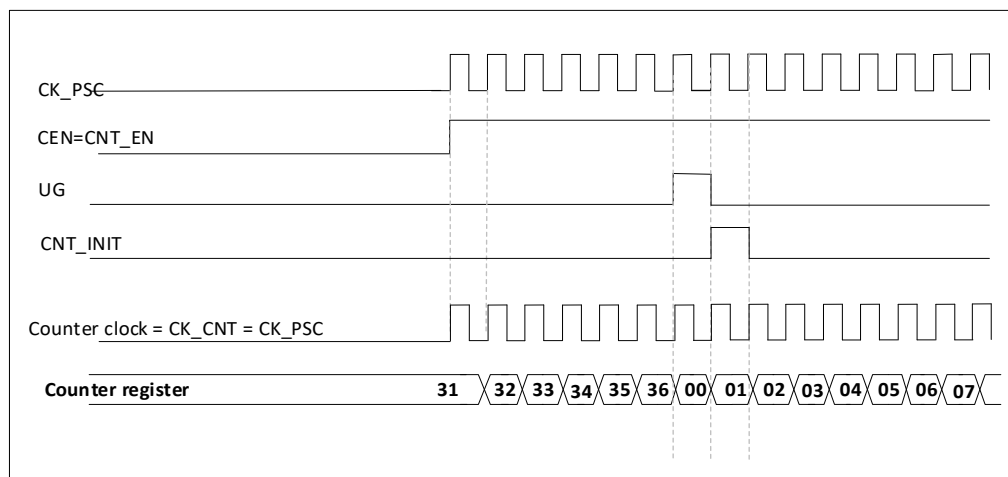 CK_PSC
CEN=CNT_EN
UG
CNT_INIT
Counter clock = CK_CNT = CK_PSC
Counter register 31 32 33 34 35 36 00 01 02 03 04 05 06 07